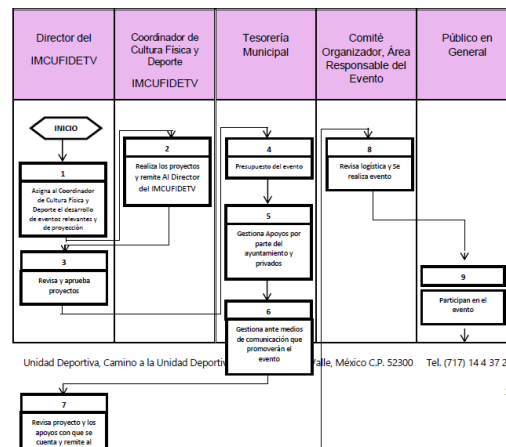 Director del
IMCUFIDETV
Coordinador de
Cultura Física y
Deporte
IMCUFIDETV
Tesorería
Municipal
Comité
Organizador, Área
Responsable del
Evento
Público en
General
INICIO
1
Asigna al Coordinador
de Cultura Física y
Deporte el desarrollo
de eventos relevantes y
de proyección
2
Realiza los proyectos
y remite Al Director
del IMCUFIDETV
3
Revisa y aprueba
proyectos
4
Presupuesto del evento
5
Gestiona Apoyos por
parte del
ayuntamiento y
privados
6
Gestiona ante medios
de comunicación que
promoverán el
evento
7
Revisa proyecto y los
apoyos con que se
cuenta y remite al
8
Revisa logística y Se
realiza evento
9
Participan en el
evento
Unidad Deportiva, Camino a la Unidad Deportiv alle, México C.P. 52300 Tel. (717) 14 4 37 2